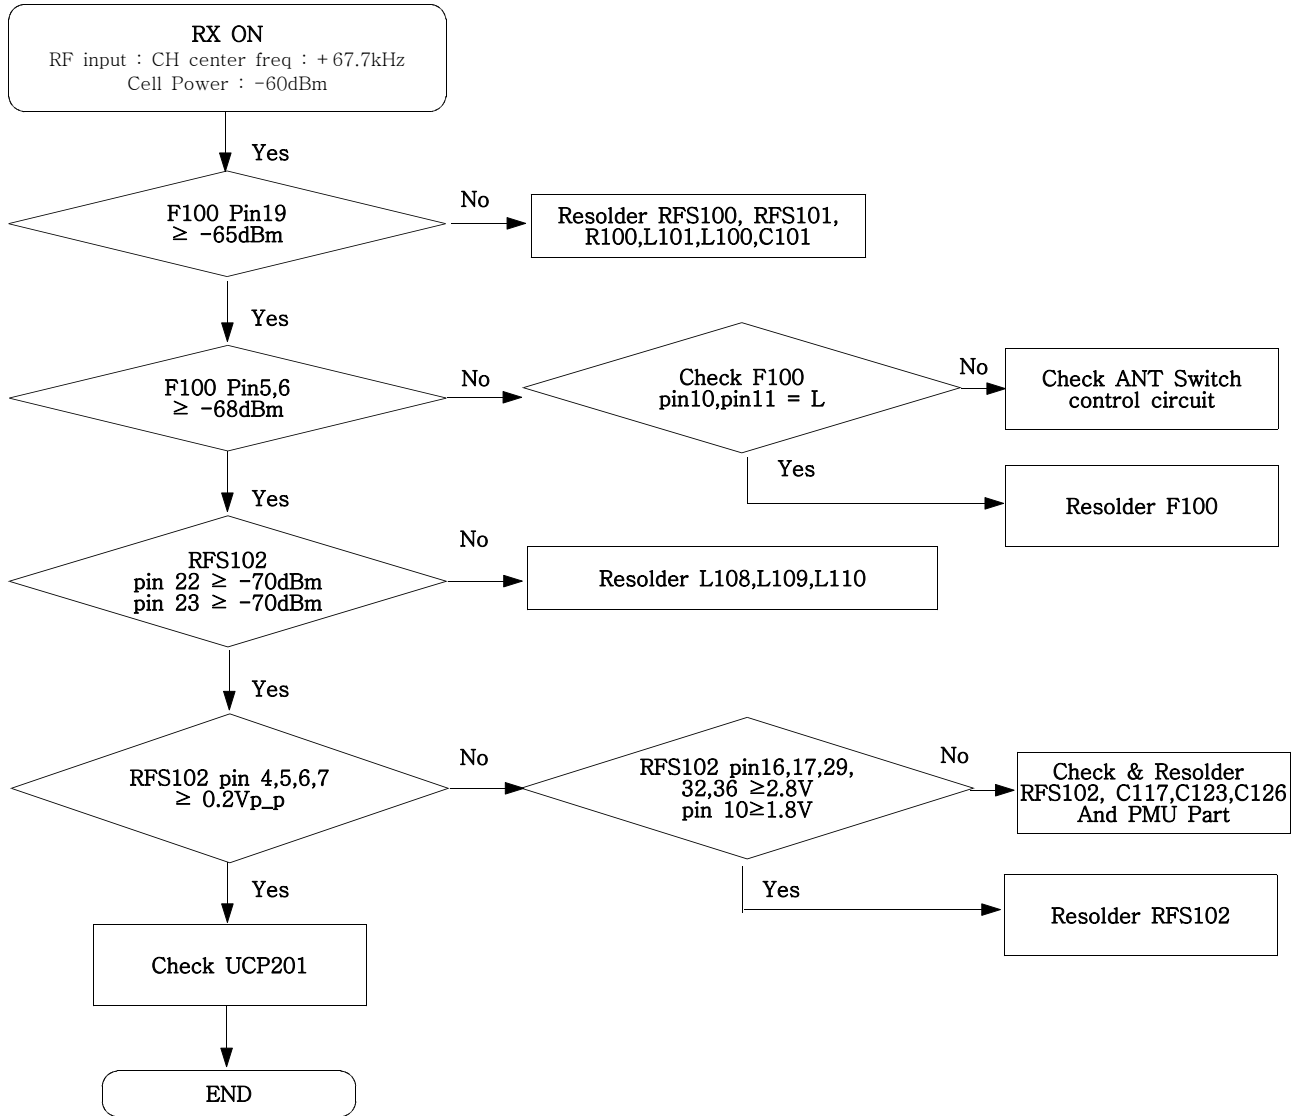 RX ON
RF input : CH center freq : +67.7kHz
Cell Power : -60dBm
Yes
F100 Pin19
≥ -65dBm
No
Resolder RFS100, RFS101,
R100,L101,L100,C101
Yes
F100 Pin5,6
≥ -68dBm
No
Check F100
pin10,pin11 = L
No
Check ANT Switch
control circuit
Yes
Resolder F100
Yes
RFS102
pin 22 ≥ -70dBm
pin 23 ≥ -70dBm
No
Resolder L108,L109,L110
Yes
RFS102 pin 4,5,6,7
≥ 0.2Vp_p
No
RFS102 pin16,17,29,
32,36 ≥2.8V
pin 10≥1.8V
No
Check & Resolder
RFS102, C117,C123,C126
And PMU Part
Yes
Resolder RFS102
Yes
Check UCP201
END